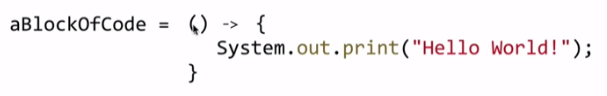 aBlockOfCode = () -> {
System.out.print("Hello World!");
}